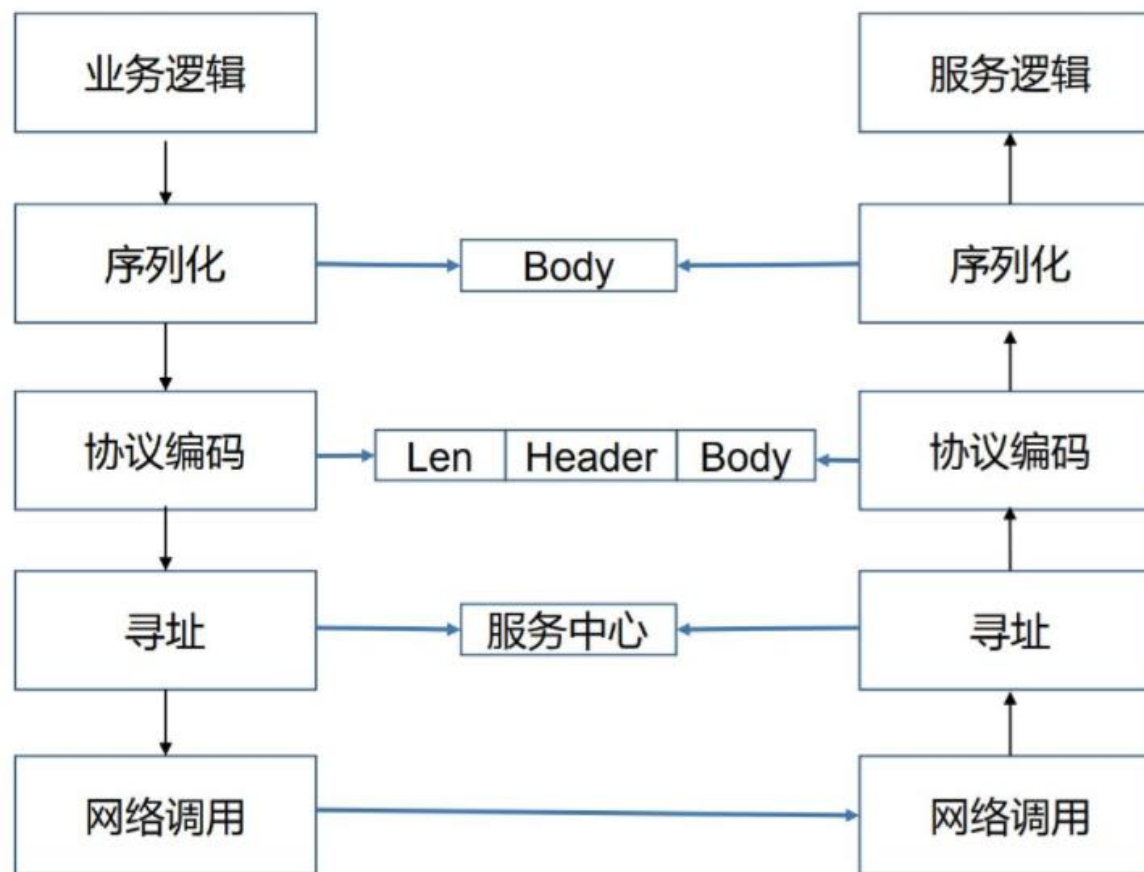 业务逻辑
服务逻辑
序列化
Body
序列化
协议编码
Len Header Body
协议编码
寻址
服务中心
寻址
网络调用
网络调用